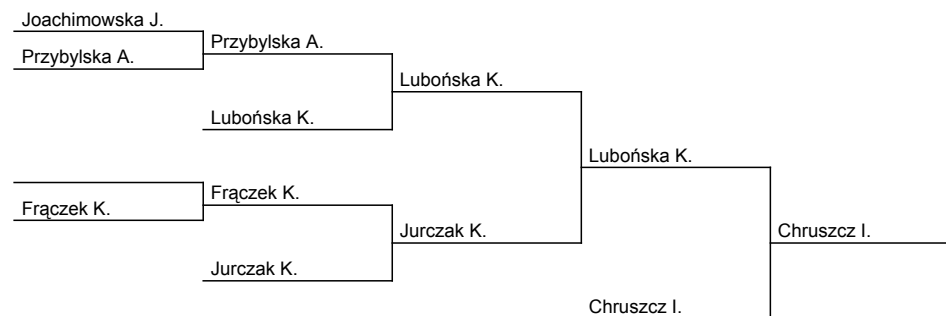 Joachimowska J.
Przybylska A.
Przybylska A.
Lubońska K.
Lubońska K.
Lubońska K.
Frączek K.
Frączek K.
Jurczak K.
Chruszcz I.
Jurczak K.
Chruszcz I.